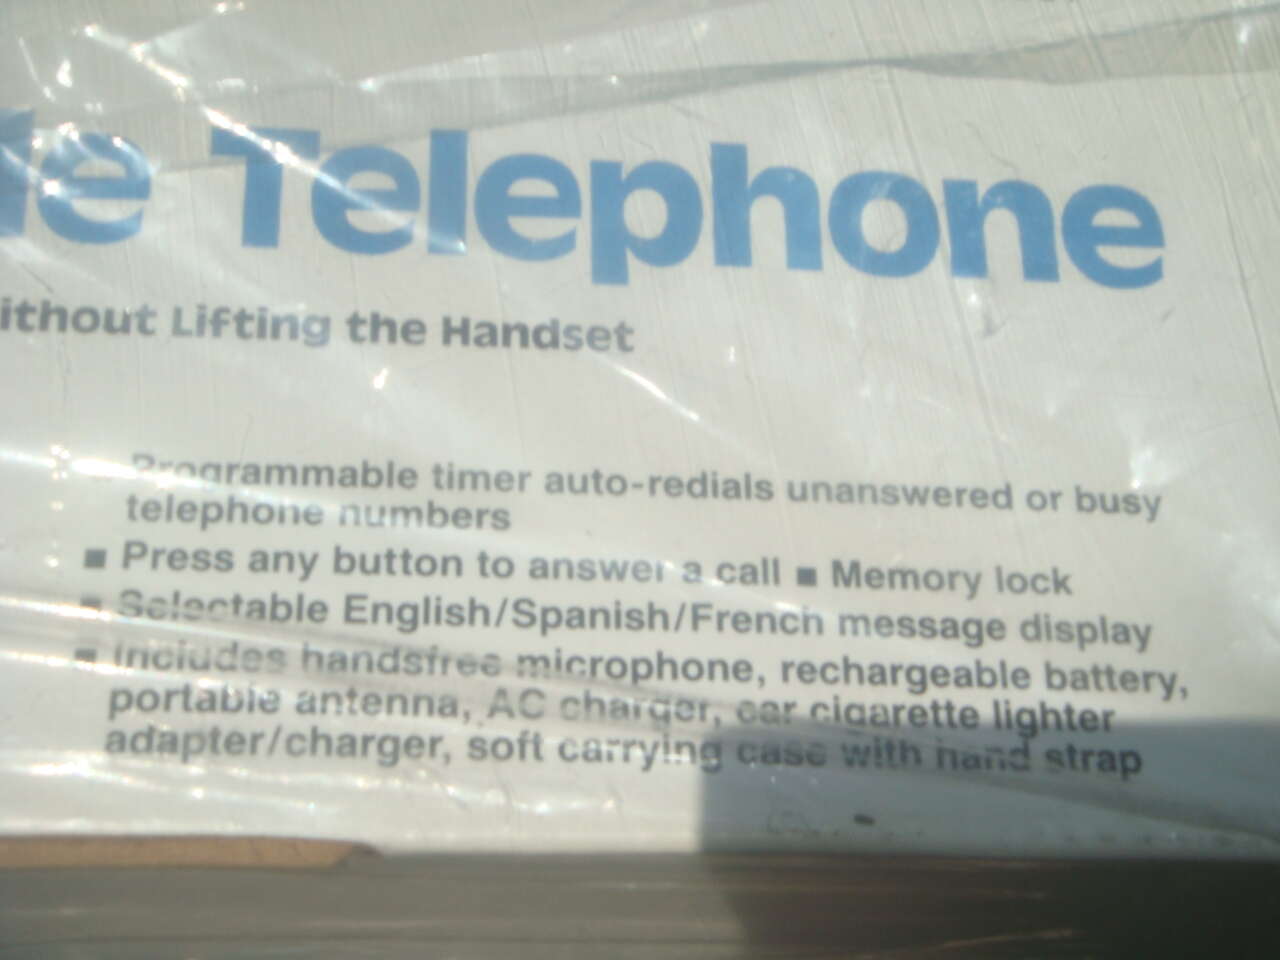 le Telephone
ithout Lifting the Handset
Programmable timer auto-redials unanswered or busy
telephone numbers
■ Press any button to answer a call ■ Memory lock
■ Selectable English/Spanish/French message display
■ Includes handsfree microphone, rechargeable battery,
portable antenna, AC charger, car cigarette lighter
adapter/charger, soft carrying case with hand strap